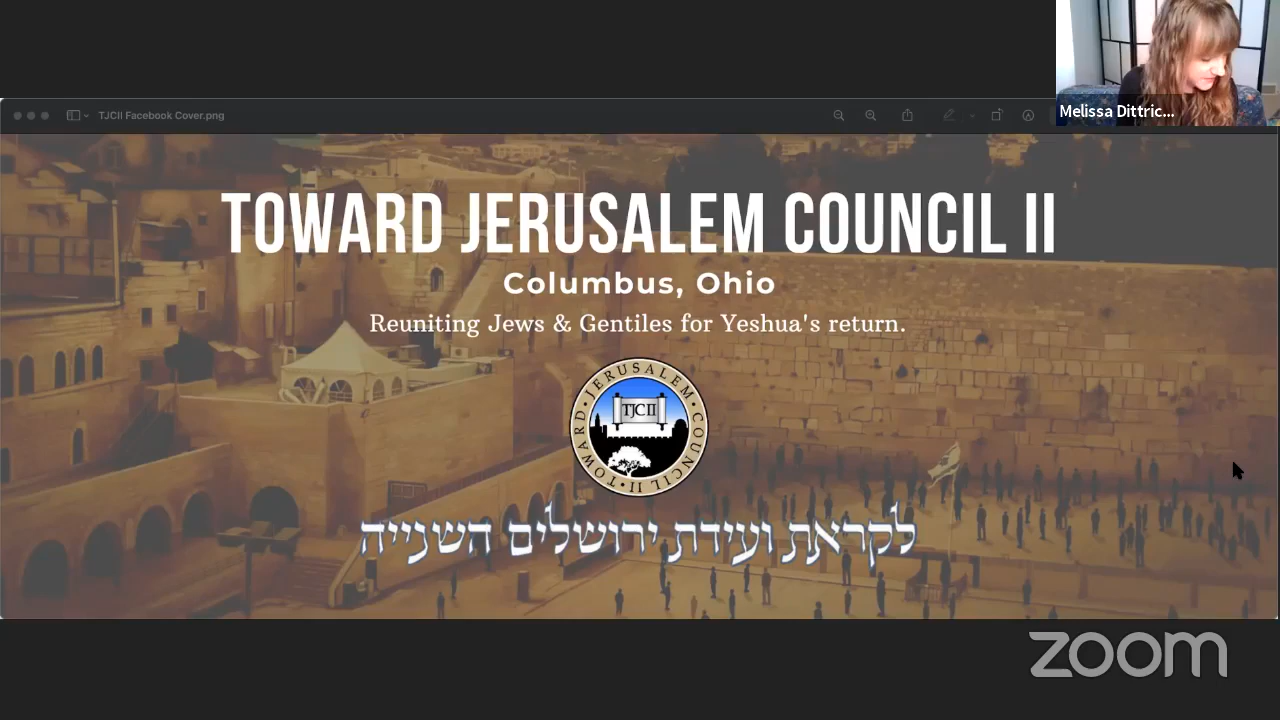 Melissa Dittric...
TJCII Facebook Cover.png
TOWARD JERUSALEM COUNCIL II
Columbus, Ohio
Reuniting Jews & Gentiles for Yeshua's return.
TOWARD • JERUSALEM • COUNCIL II •
TJCII
לקראת ועידת ירושלים השנייה
zoom